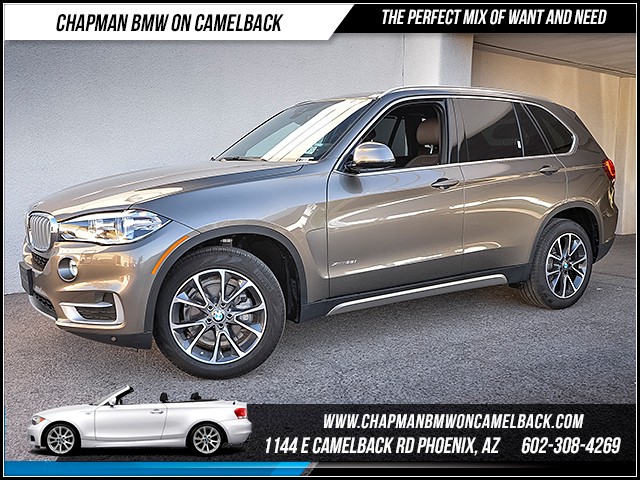 CHAPMAN BMW ON CAMELBACK
THE PERFECT MIX OF WANT AND NEED
WWW.CHAPMANBMWONCAMELBACK.COM
1144 E CAMELBACK RD PHOENIX, AZ 602-308-4269